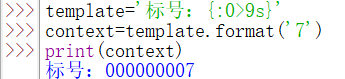 >>> template='标号：{:0>9s}'
>>> context=template.format('7')
>>> print(context)
标号：000000007